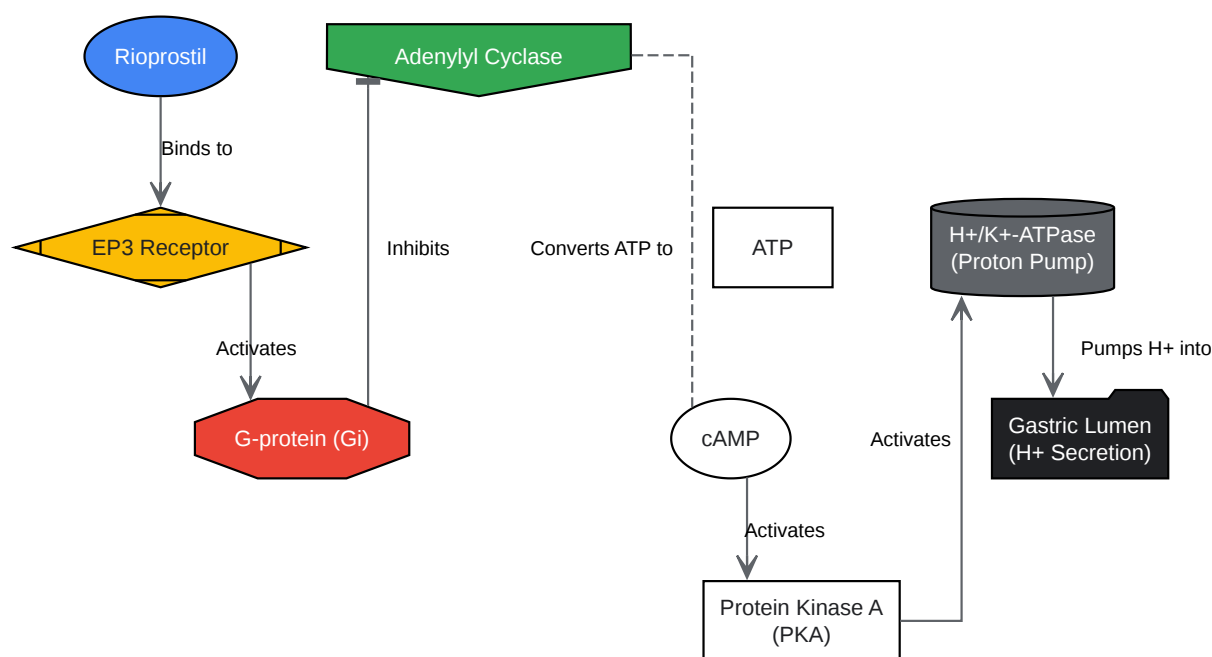 Rioprostil
Adenylyl Cyclase
Binds to
EP3 Receptor
Inhibits
Converts ATP to
ATP
H+/K+-ATPase
(Proton Pump)
Activates
Pumps H+ into
G-protein (Gi)
cAMP
Activates
Gastric Lumen
(H+ Secretion)
Activates
Protein Kinase A
(PKA)